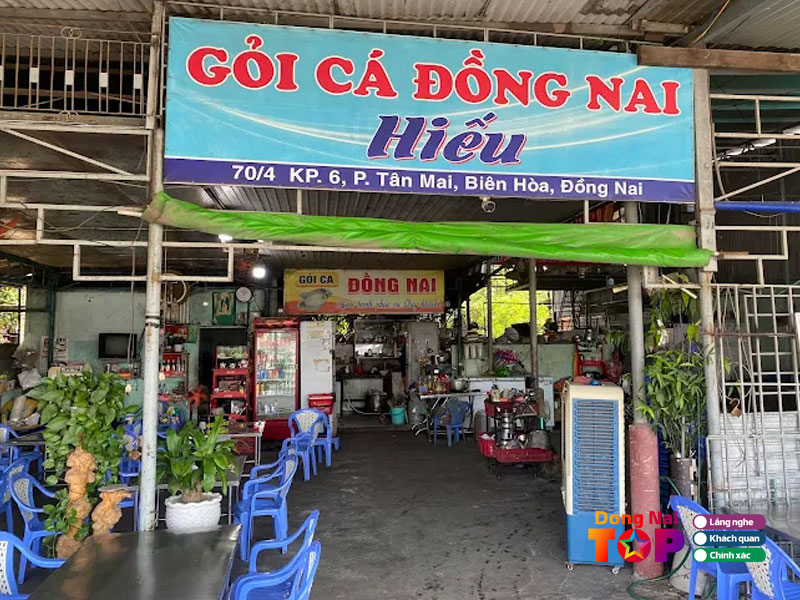 GỎI CÁ ĐỒNG NAI
Hiếu
70/4 KP. 6, P. Tân Mai, Biên Hòa, Đồng Nai
GỎI CÁ ĐỒNG NAI
Dong Nai
TOP
Lắng nghe
Khách quan
Chính xác